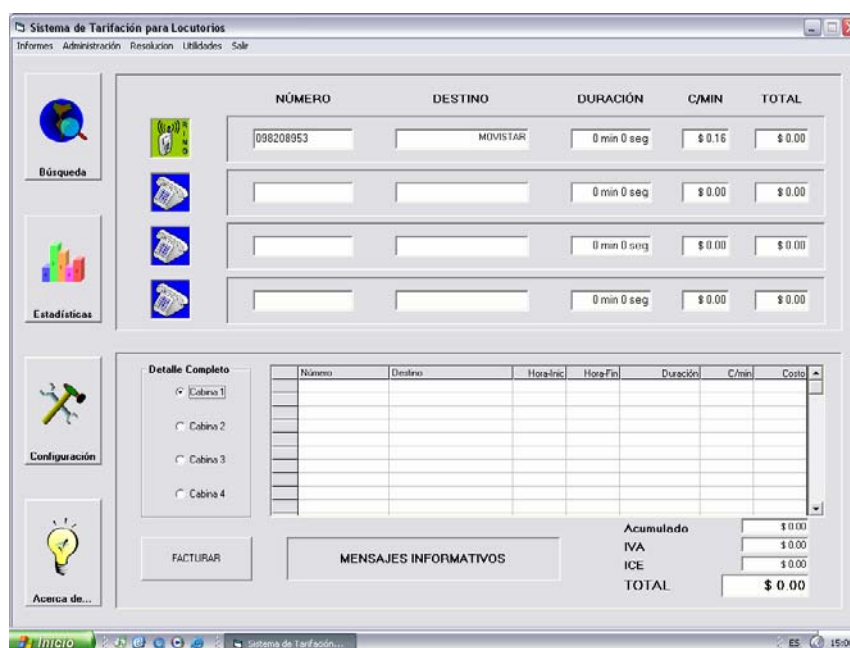 Sistema de Tarifación para Locutorios
Informes Administración Resolucion Utilidades Salir
NÚMERO DESTINO DURACIÓN C/MIN TOTAL
RING 098208953 MOVISTAR 0 min 0 seg $ 0.16 $ 0.00
Búsqueda
0 min 0 seg $ 0.00 $ 0.00
0 min 0 seg $ 0.00 $ 0.00
0 min 0 seg $ 0.00 $ 0.00
Estadísticas
Detalle Completo
Número Destino Hora-Inic Hora-Fin Duración C/min Costo
Cabina 1
Cabina 2
Cabina 3
Cabina 4
Configuración
Acumulado $ 0.00
IVA $ 0.00
ICE $ 0.00
TOTAL $ 0.00
FACTURAR
MENSAJES INFORMATIVOS
Acerca de...
Inicio Sistema de Tarifación... ES